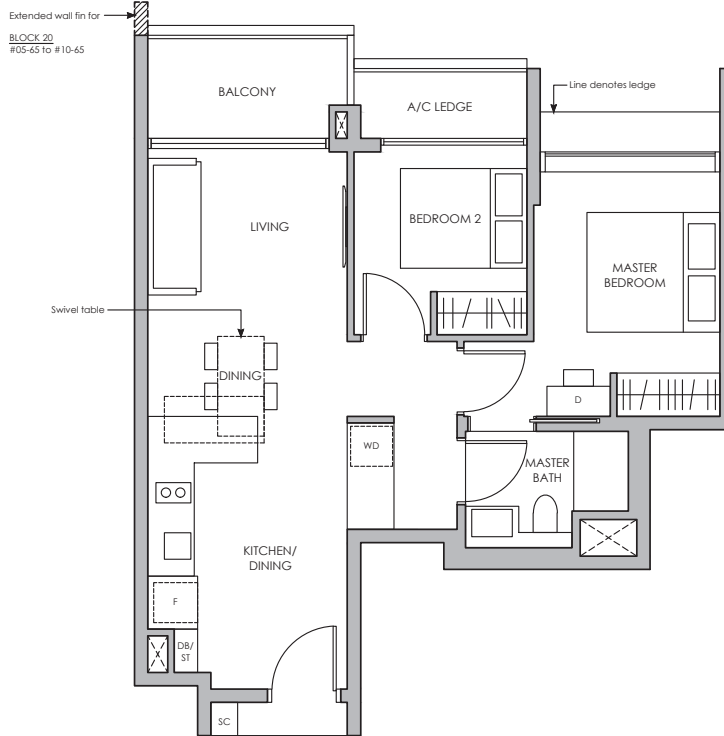 Extended wall fin for
BLOCK 20
#05-65 to #10-65
BALCONY
A/C LEDGE
Line denotes ledge
LIVING
BEDROOM 2
MASTER
BEDROOM
Swivel table
DINING
D
WD
MASTER
BATH
KITCHEN/
DINING
F
DB/
ST
SC